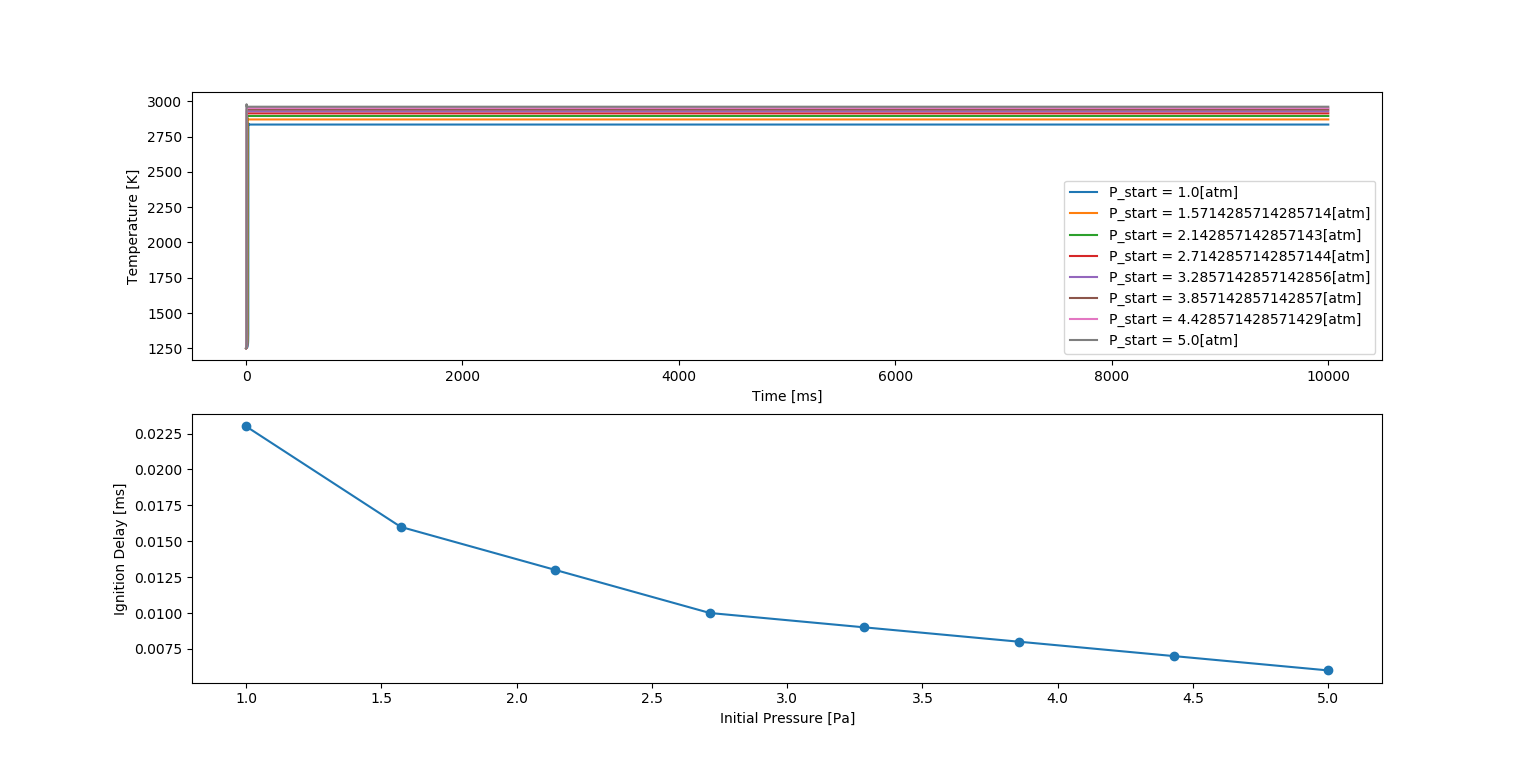 3000
2750
2500
2250
2000
1750
1500
1250
Temperature [K]
P_start = 1.0[atm]
P_start = 1.5714285714285714[atm]
P_start = 2.142857142857143[atm]
P_start = 2.7142857142857144[atm]
P_start = 3.2857142857142856[atm]
P_start = 3.857142857142857[atm]
P_start = 4.428571428571429[atm]
P_start = 5.0[atm]
0 2000 4000 6000 8000 10000
Time [ms]
0.0225
0.0200
0.0175
0.0150
0.0125
0.0100
0.0075
Ignition Delay [ms]
1.0 1.5 2.0 2.5 3.0 3.5 4.0 4.5 5.0
Initial Pressure [Pa]